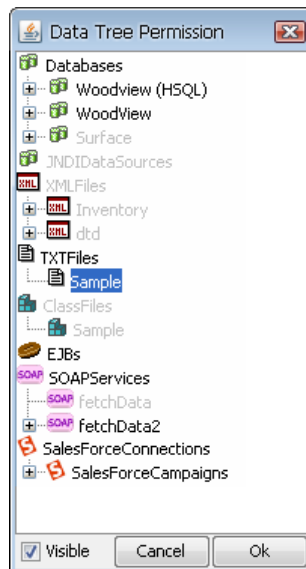 Data Tree Permission
Databases
Woodview (HSQL)
WoodView
Surface
JNDIDataSources
XML XMLFiles
XML Inventory
XML dtd
TXTFiles
Sample
ClassFiles
Sample
EJBs
SOAP SOAPServices
SOAP fetchData
SOAP fetchData2
SalesForceConnections
SalesForceCampaigns
Visible Cancel Ok